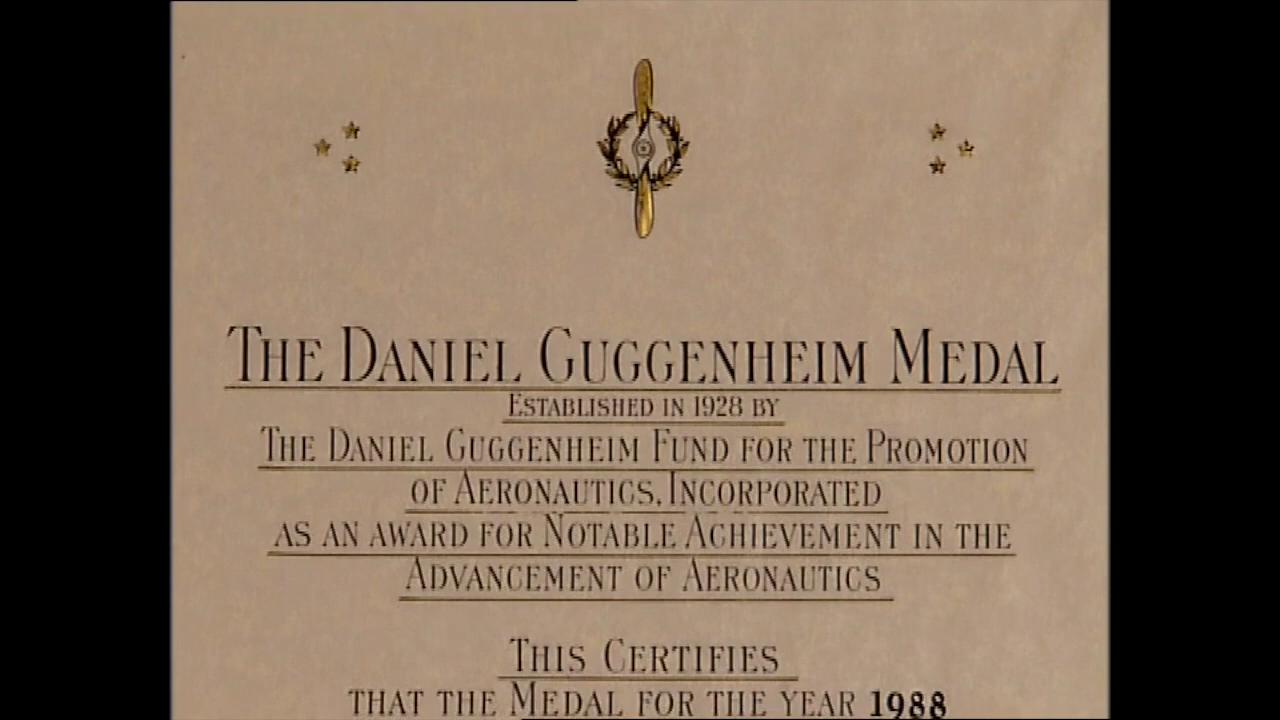 THE DANIEL GUGGENHEIM MEDAL
ESTABLISHED IN 1928 BY
THE DANIEL GUGGENHEIM FUND FOR THE PROMOTION
OF AERONAUTICS, INCORPORATED
AS AN AWARD FOR NOTABLE ACHIEVEMENT IN THE
ADVANCEMENT OF AERONAUTICS
THIS CERTIFIES
THAT THE MEDAL FOR THE YEAR 1988